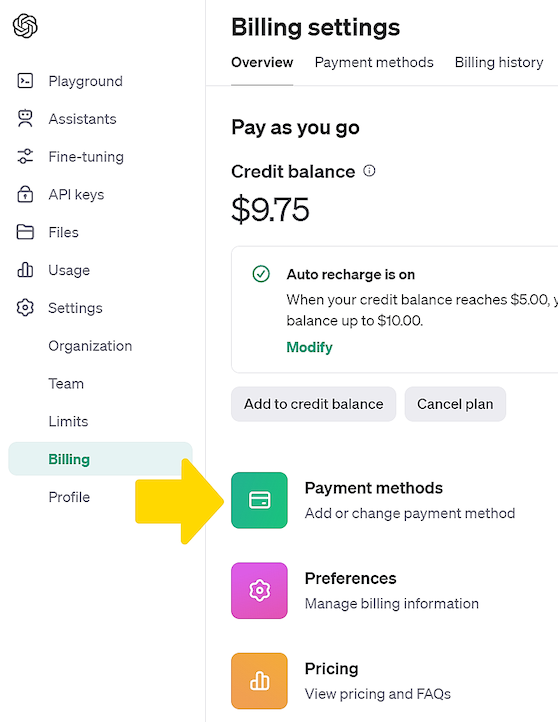 Billing settings
Overview Payment methods Billing history
Playground
Assistants
Fine-tuning
API keys
Files
Usage
Settings
Organization
Team
Limits
Billing
Profile
Pay as you go
Credit balance
$9.75
Auto recharge is on
When your credit balance reaches $5.00,
balance up to $10.00.
Modify
Add to credit balance Cancel plan
Payment methods
Add or change payment method
Preferences
Manage billing information
Pricing
View pricing and FAQs